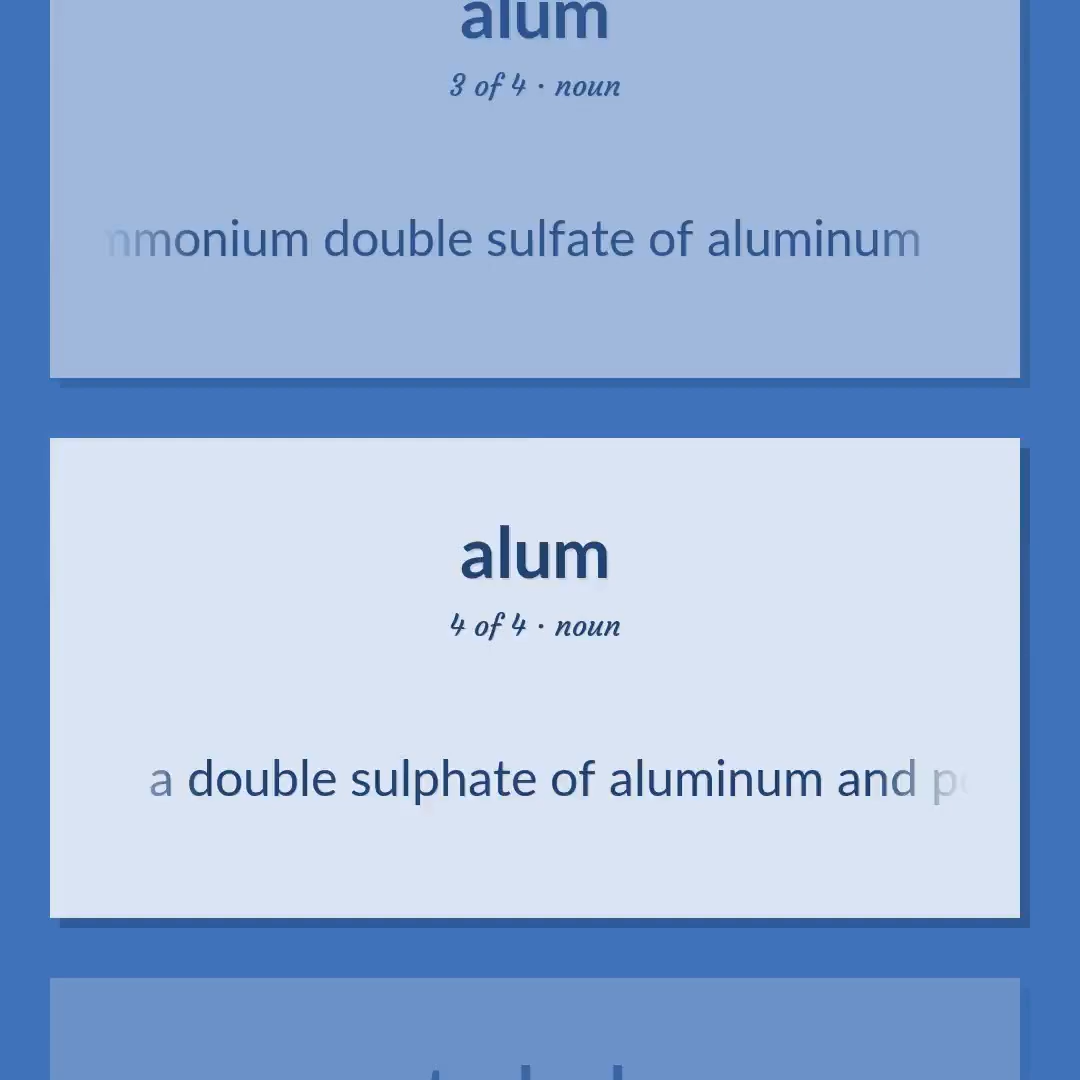 alum
3 of 4 · noun
mmonium double sulfate of aluminum
alum
4 of 4 · noun
a double sulphate of aluminum and